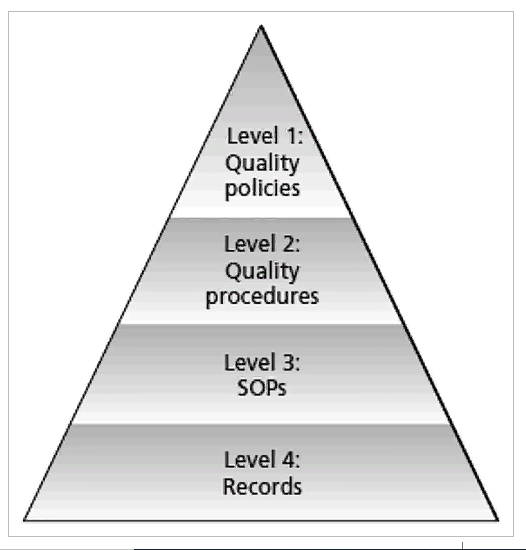 Level 1:
Quality
policies
Level 2:
Quality
procedures
Level 3:
SOPs
Level 4:
Records